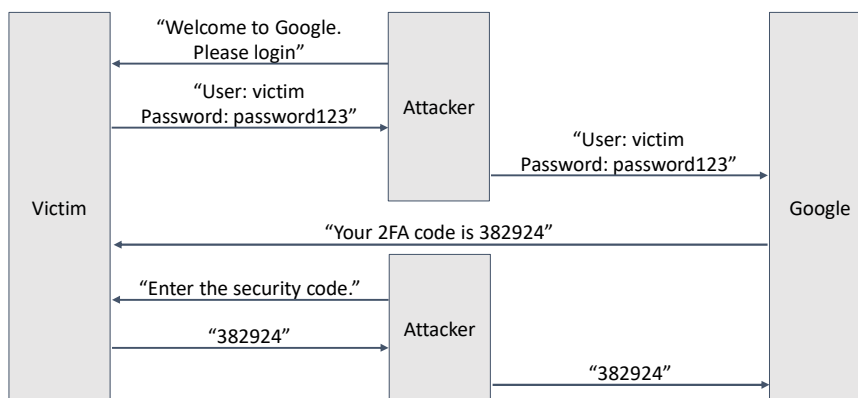 “Welcome to Google.
Please login”
“User: victim
Password: password123”
Attacker
“User: victim
Password: password123”
Victim
Google
“Your 2FA code is 382924”
“Enter the security code.”
Attacker
“382924”
“382924”